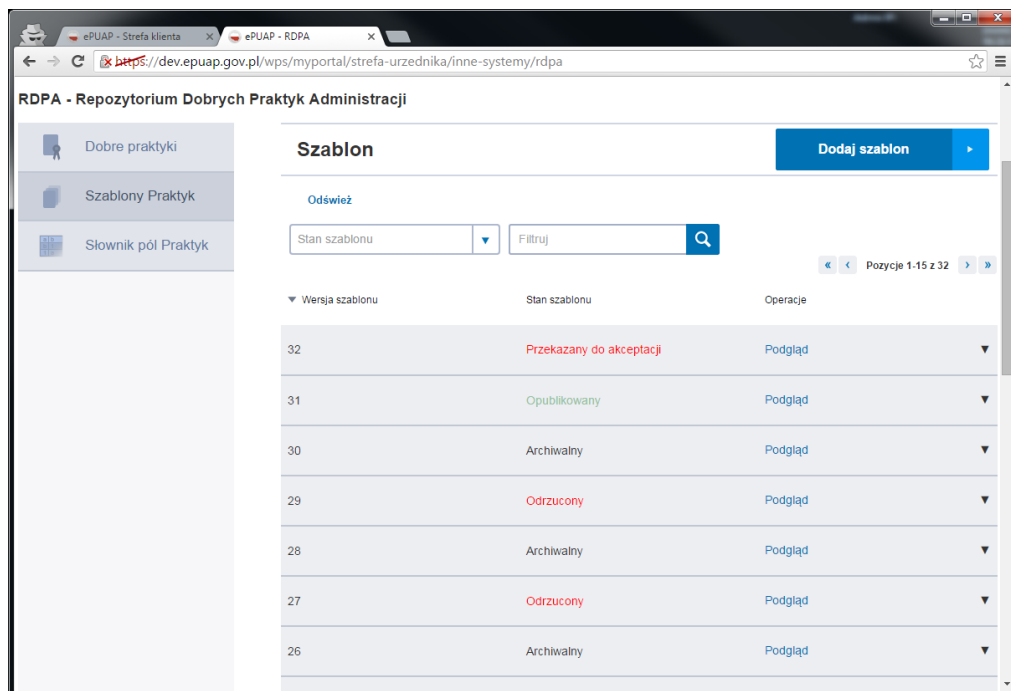 ePUAP - Strefa klienta
ePUAP - RDPA
https://dev.epuap.gov.pl/wps/myportal/strefa-urzednika/inne-systemy/rdpa
RDPA - Repozytorium Dobrych Praktyk Administracji
Dobre praktyki
Szablony Praktyk
Słownik pól Praktyk
Szablon
Dodaj szablon
Odśwież
Stan szablonu
Filtruj
Pozycje 1-15 z 32
Wersja szablonu Stan szablonu Operacje
32 Przekazany do akceptacji Podgląd
31 Opublikowany Podgląd
30 Archiwalny Podgląd
29 Odrzucony Podgląd
28 Archiwalny Podgląd
27 Odrzucony Podgląd
26 Archiwalny Podgląd